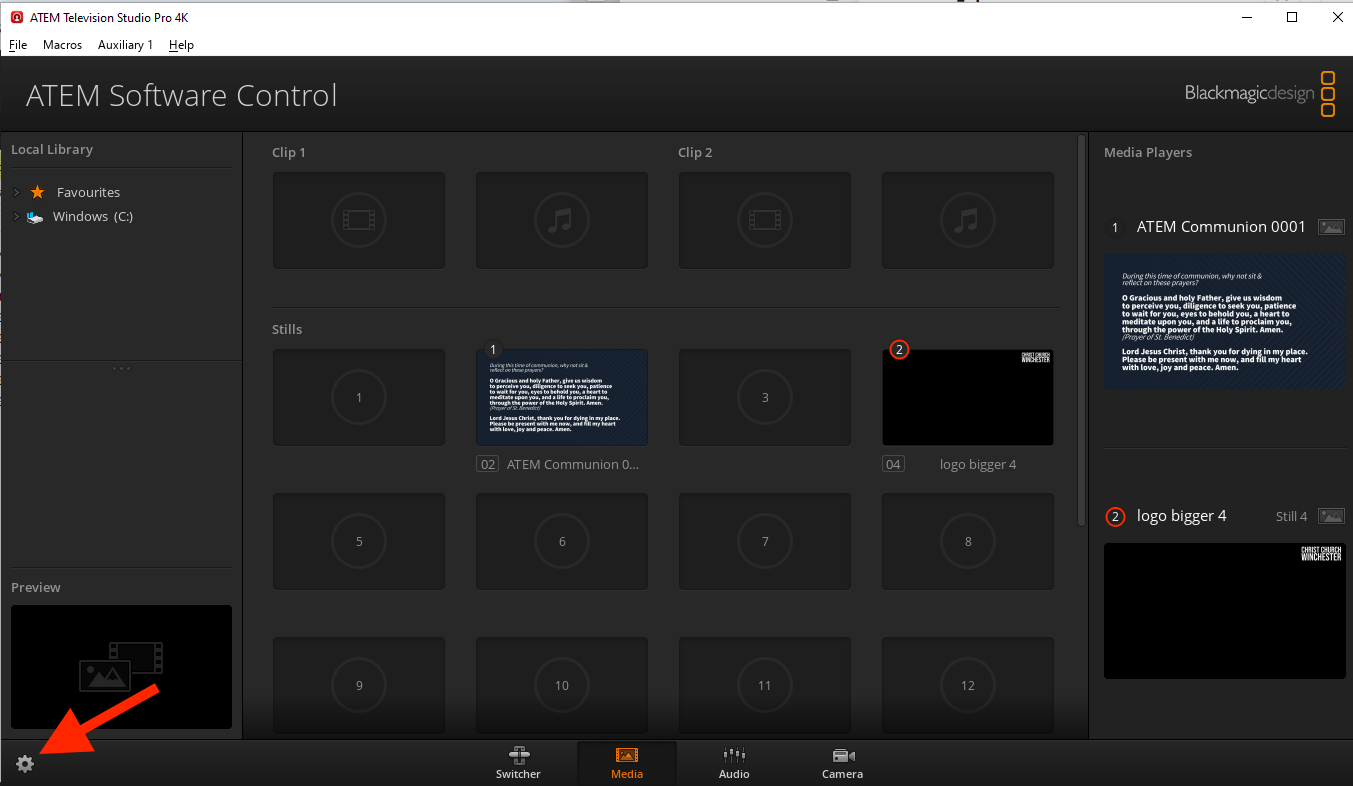 ATEM Television Studio Pro 4K
File Macros Auxiliary 1 Help
ATEM Software Control
Blackmagicdesign
Local Library
Favourites
Windows (C:)
Preview
Clip 1
Clip 2
Stills
1
1
During this time of communion, why not sit &
reflect on these prayers?
O Gracious and holy Father, give us wisdom
to perceive you, diligence to seek you, patience
to wait for you, eyes to behold you, a heart to
meditate upon you, and a life to proclaim you,
through the power of the Holy Spirit. Amen.
(Prayer of St. Benedict)
Lord Jesus Christ, thank you for dying in my place.
Please be present with me now, and fill my heart
with love, joy and peace. Amen.
02 ATEM Communion 0...
3
2
CHRIST CHURCH
WINCHESTER
04 logo bigger 4
5
6
7
8
9
10
11
12
Media Players
1 ATEM Communion 0001
During this time of communion, why not sit &
reflect on these prayers?
O Gracious and holy Father, give us wisdom
to perceive you, diligence to seek you, patience
to wait for you, eyes to behold you, a heart to
meditate upon you, and a life to proclaim you,
through the power of the Holy Spirit. Amen.
(Prayer of St. Benedict)
Lord Jesus Christ, thank you for dying in my place.
Please be present with me now, and fill my heart
with love, joy and peace. Amen.
2 logo bigger 4 Still 4
CHRIST CHURCH
WINCHESTER
Switcher
Media
Audio
Camera